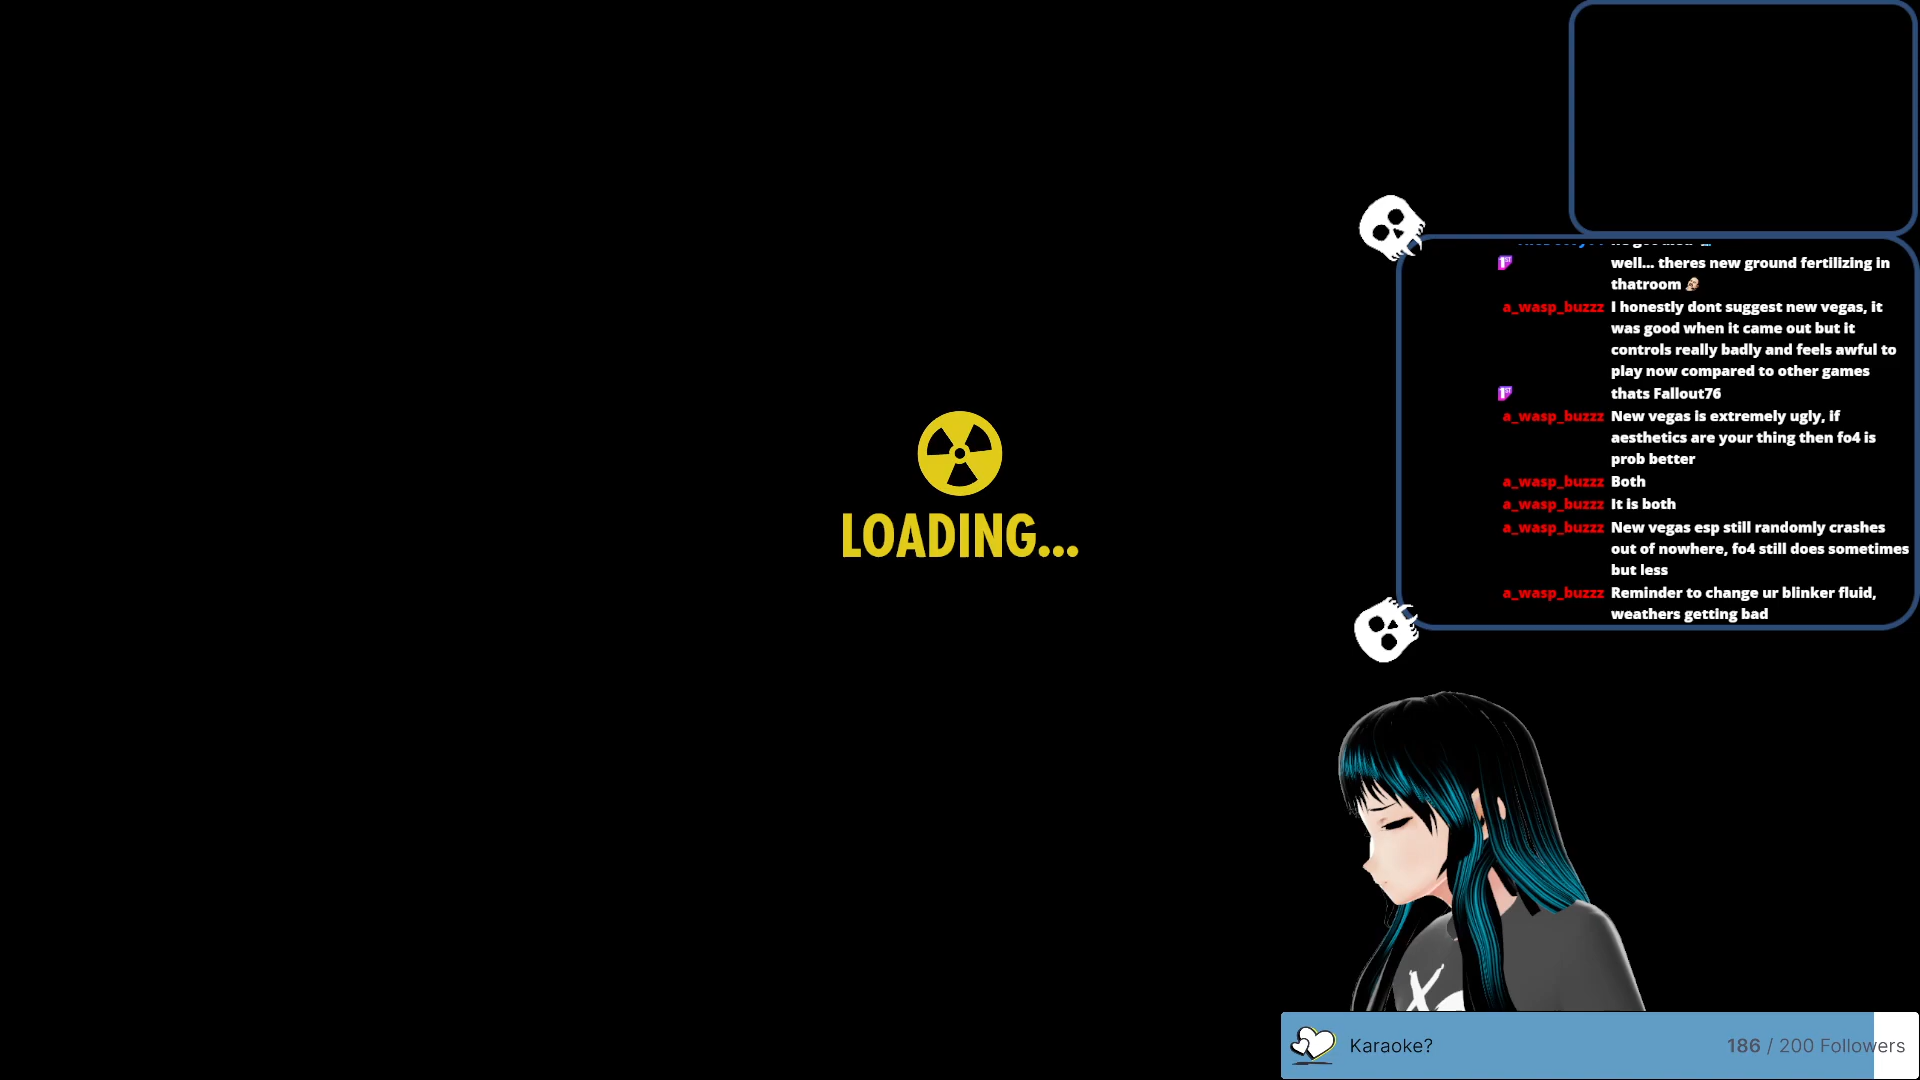 well... theres new ground fertilizing in
thatroom
a_wasp_buzzz I honestly dont suggest new vegas, it
was good when it came out but it
controls really badly and feels awful to
play now compared to other games
thats Fallout76
a_wasp_buzzz New vegas is extremely ugly, if
aesthetics are your thing then fo4 is
prob better
a_wasp_buzzz Both
a_wasp_buzzz It is both
a_wasp_buzzz New vegas esp still randomly crashes
out of nowhere, fo4 still does sometimes
but less
a_wasp_buzzz Reminder to change ur blinker fluid,
weathers getting bad
LOADING...
Karaoke? 186 / 200 Followers